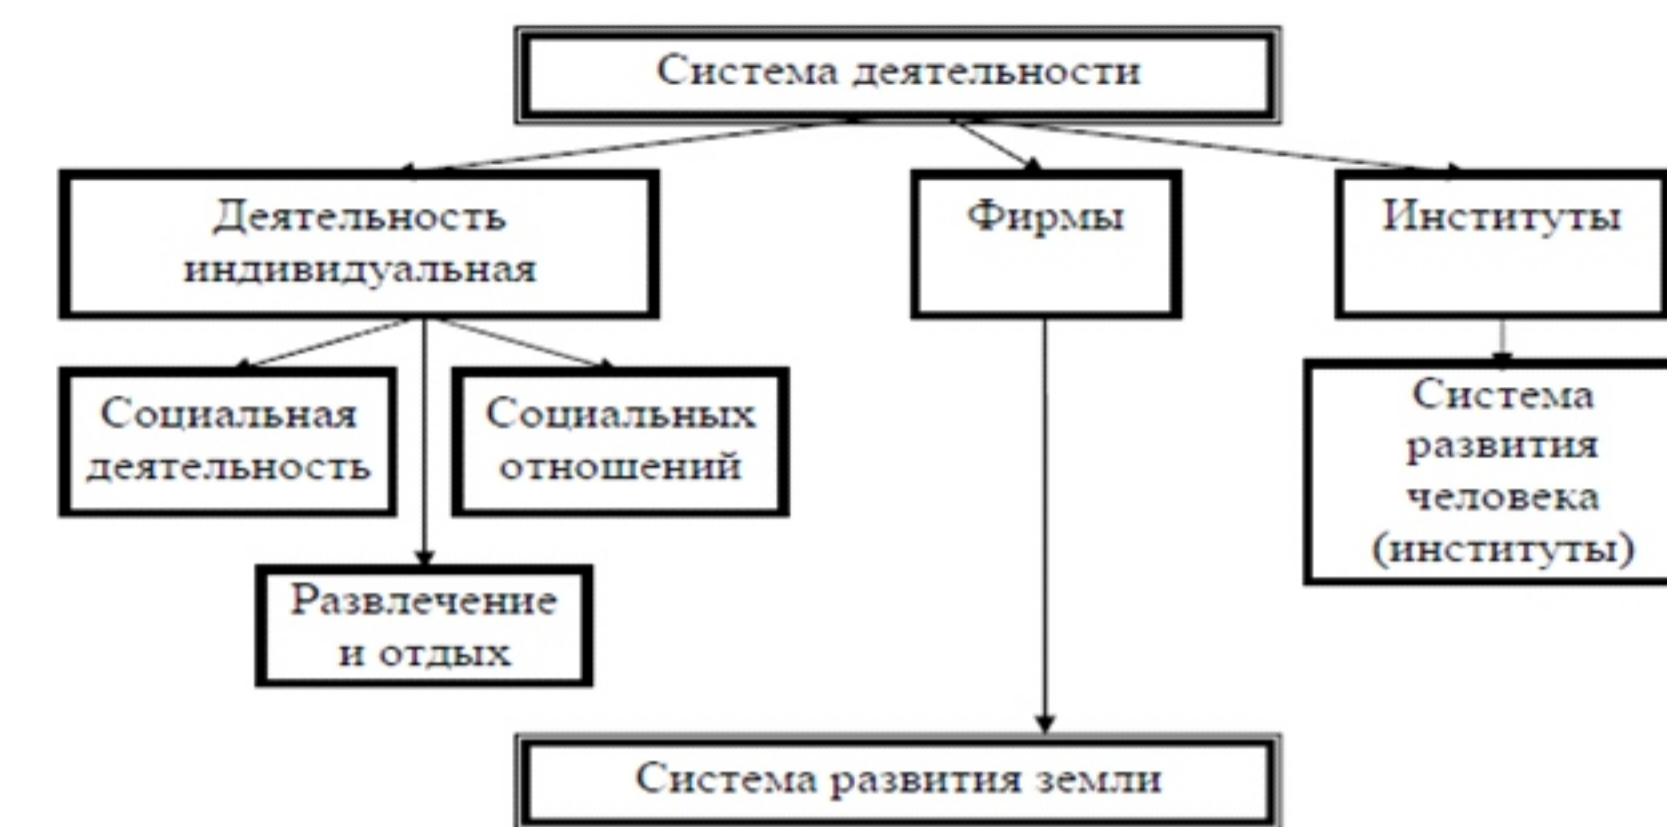 Система деятельности
Деятельность
индивидуальная
Фирмы
Институты
Социальная
деятельность
Социальных
отношений
Система
развития
человека
(институты)
Развлечение
и отдых
Система развития земли